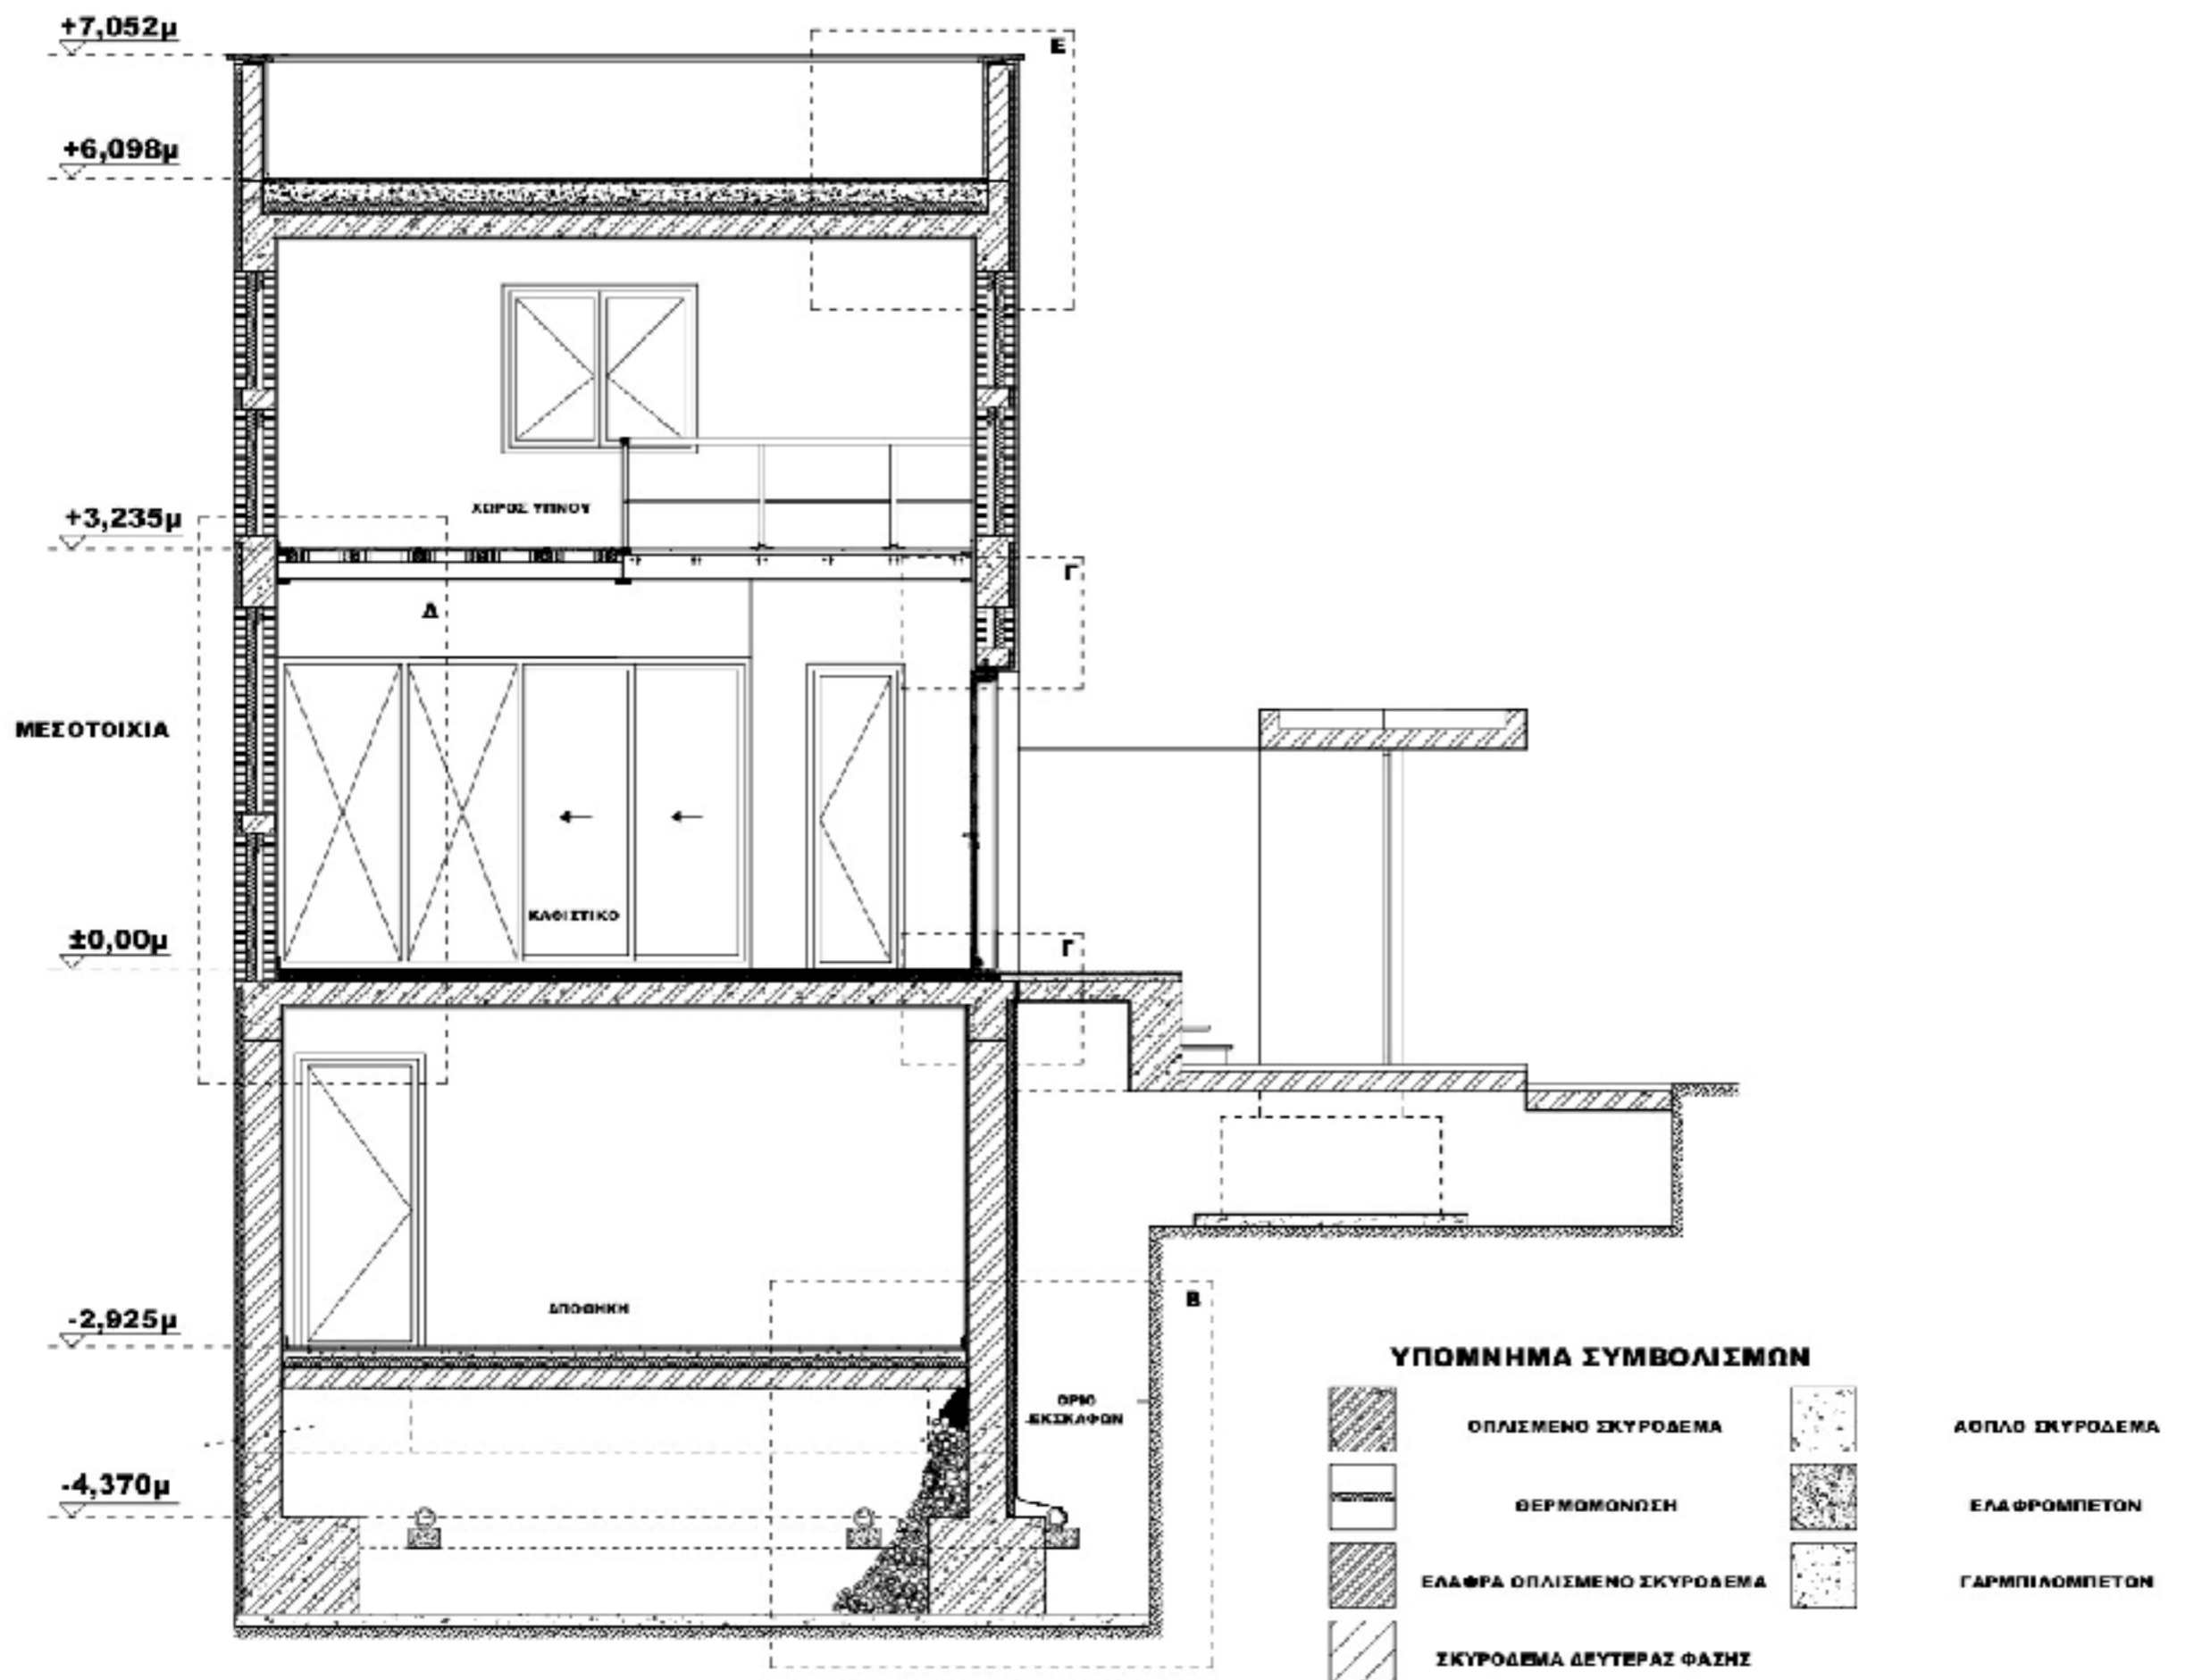 +7,052μ
Ε
+6,098μ
ΧΩΡΟΣ ΥΠΝΟΥ
+3,235μ
Γ
Δ
ΜΕΣΟΤΟΙΧΙΑ
ΚΑΘΙΣΤΙΚΟ
±0,00μ
Γ
ΑΠΟΘΗΚΗ
Β
-2,925μ
ΟΡΙΟ
ΕΚΣΚΑΦΩΝ
-4,370μ
ΥΠΟΜΝΗΜΑ ΣΥΜΒΟΛΙΣΜΩΝ
ΟΠΛΙΣΜΕΝΟ ΣΚΥΡΟΔΕΜΑ
ΑΟΠΛΟ ΣΚΥΡΟΔΕΜΑ
ΘΕΡΜΟΜΟΝΩΣΗ
ΕΛΑΦΡΟΜΠΕΤΟΝ
ΕΛΑΦΡΑ ΟΠΛΙΣΜΕΝΟ ΣΚΥΡΟΔΕΜΑ
ΓΑΡΜΠΙΛΟΜΠΕΤΟΝ
ΣΚΥΡΟΔΕΜΑ ΔΕΥΤΕΡΑΣ ΦΑΣΗΣ